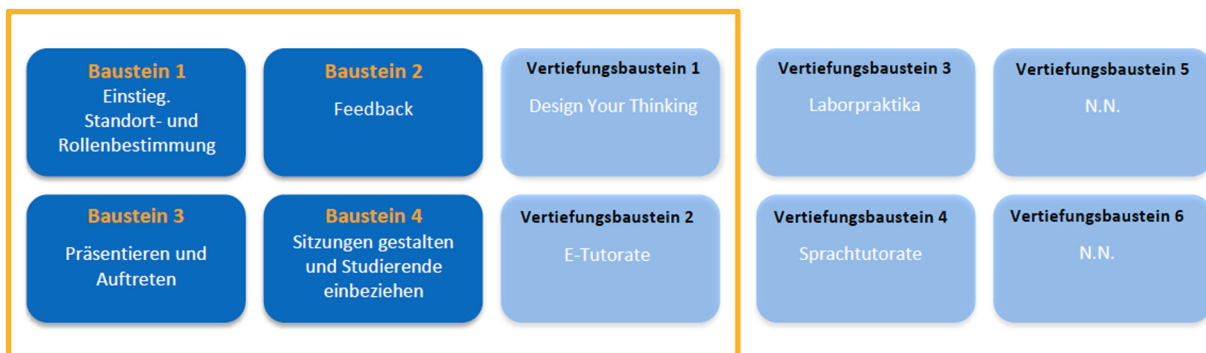 Baustein 1
Einstieg.
Standort- und
Rollenbestimmung
Baustein 2
Feedback
Vertiefungsbaustein 1
Design Your Thinking
Vertiefungsbaustein 3
Laborpraktika
Vertiefungsbaustein 5
N.N.
Baustein 3
Präsentieren und
Auftreten
Baustein 4
Sitzungen gestalten
und Studierende
einbeziehen
Vertiefungsbaustein 2
E-Tutorate
Vertiefungsbaustein 4
Sprachtutorate
Vertiefungsbaustein 6
N.N.